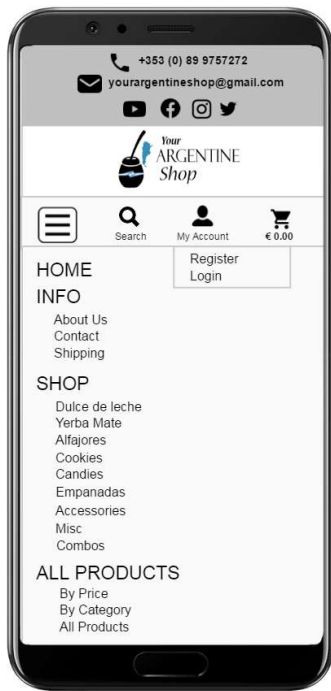 +353 (0) 89 9757272
yourargentineshop@gmail.com
Your
ARGENTINE
Shop
Search
My Account
€ 0.00
Register
Login
HOME
INFO
About Us
Contact
Shipping
SHOP
Dulce de leche
Yerba Mate
Alfajores
Cookies
Candies
Empanadas
Accessories
Misc
Combos
ALL PRODUCTS
By Price
By Category
All Products